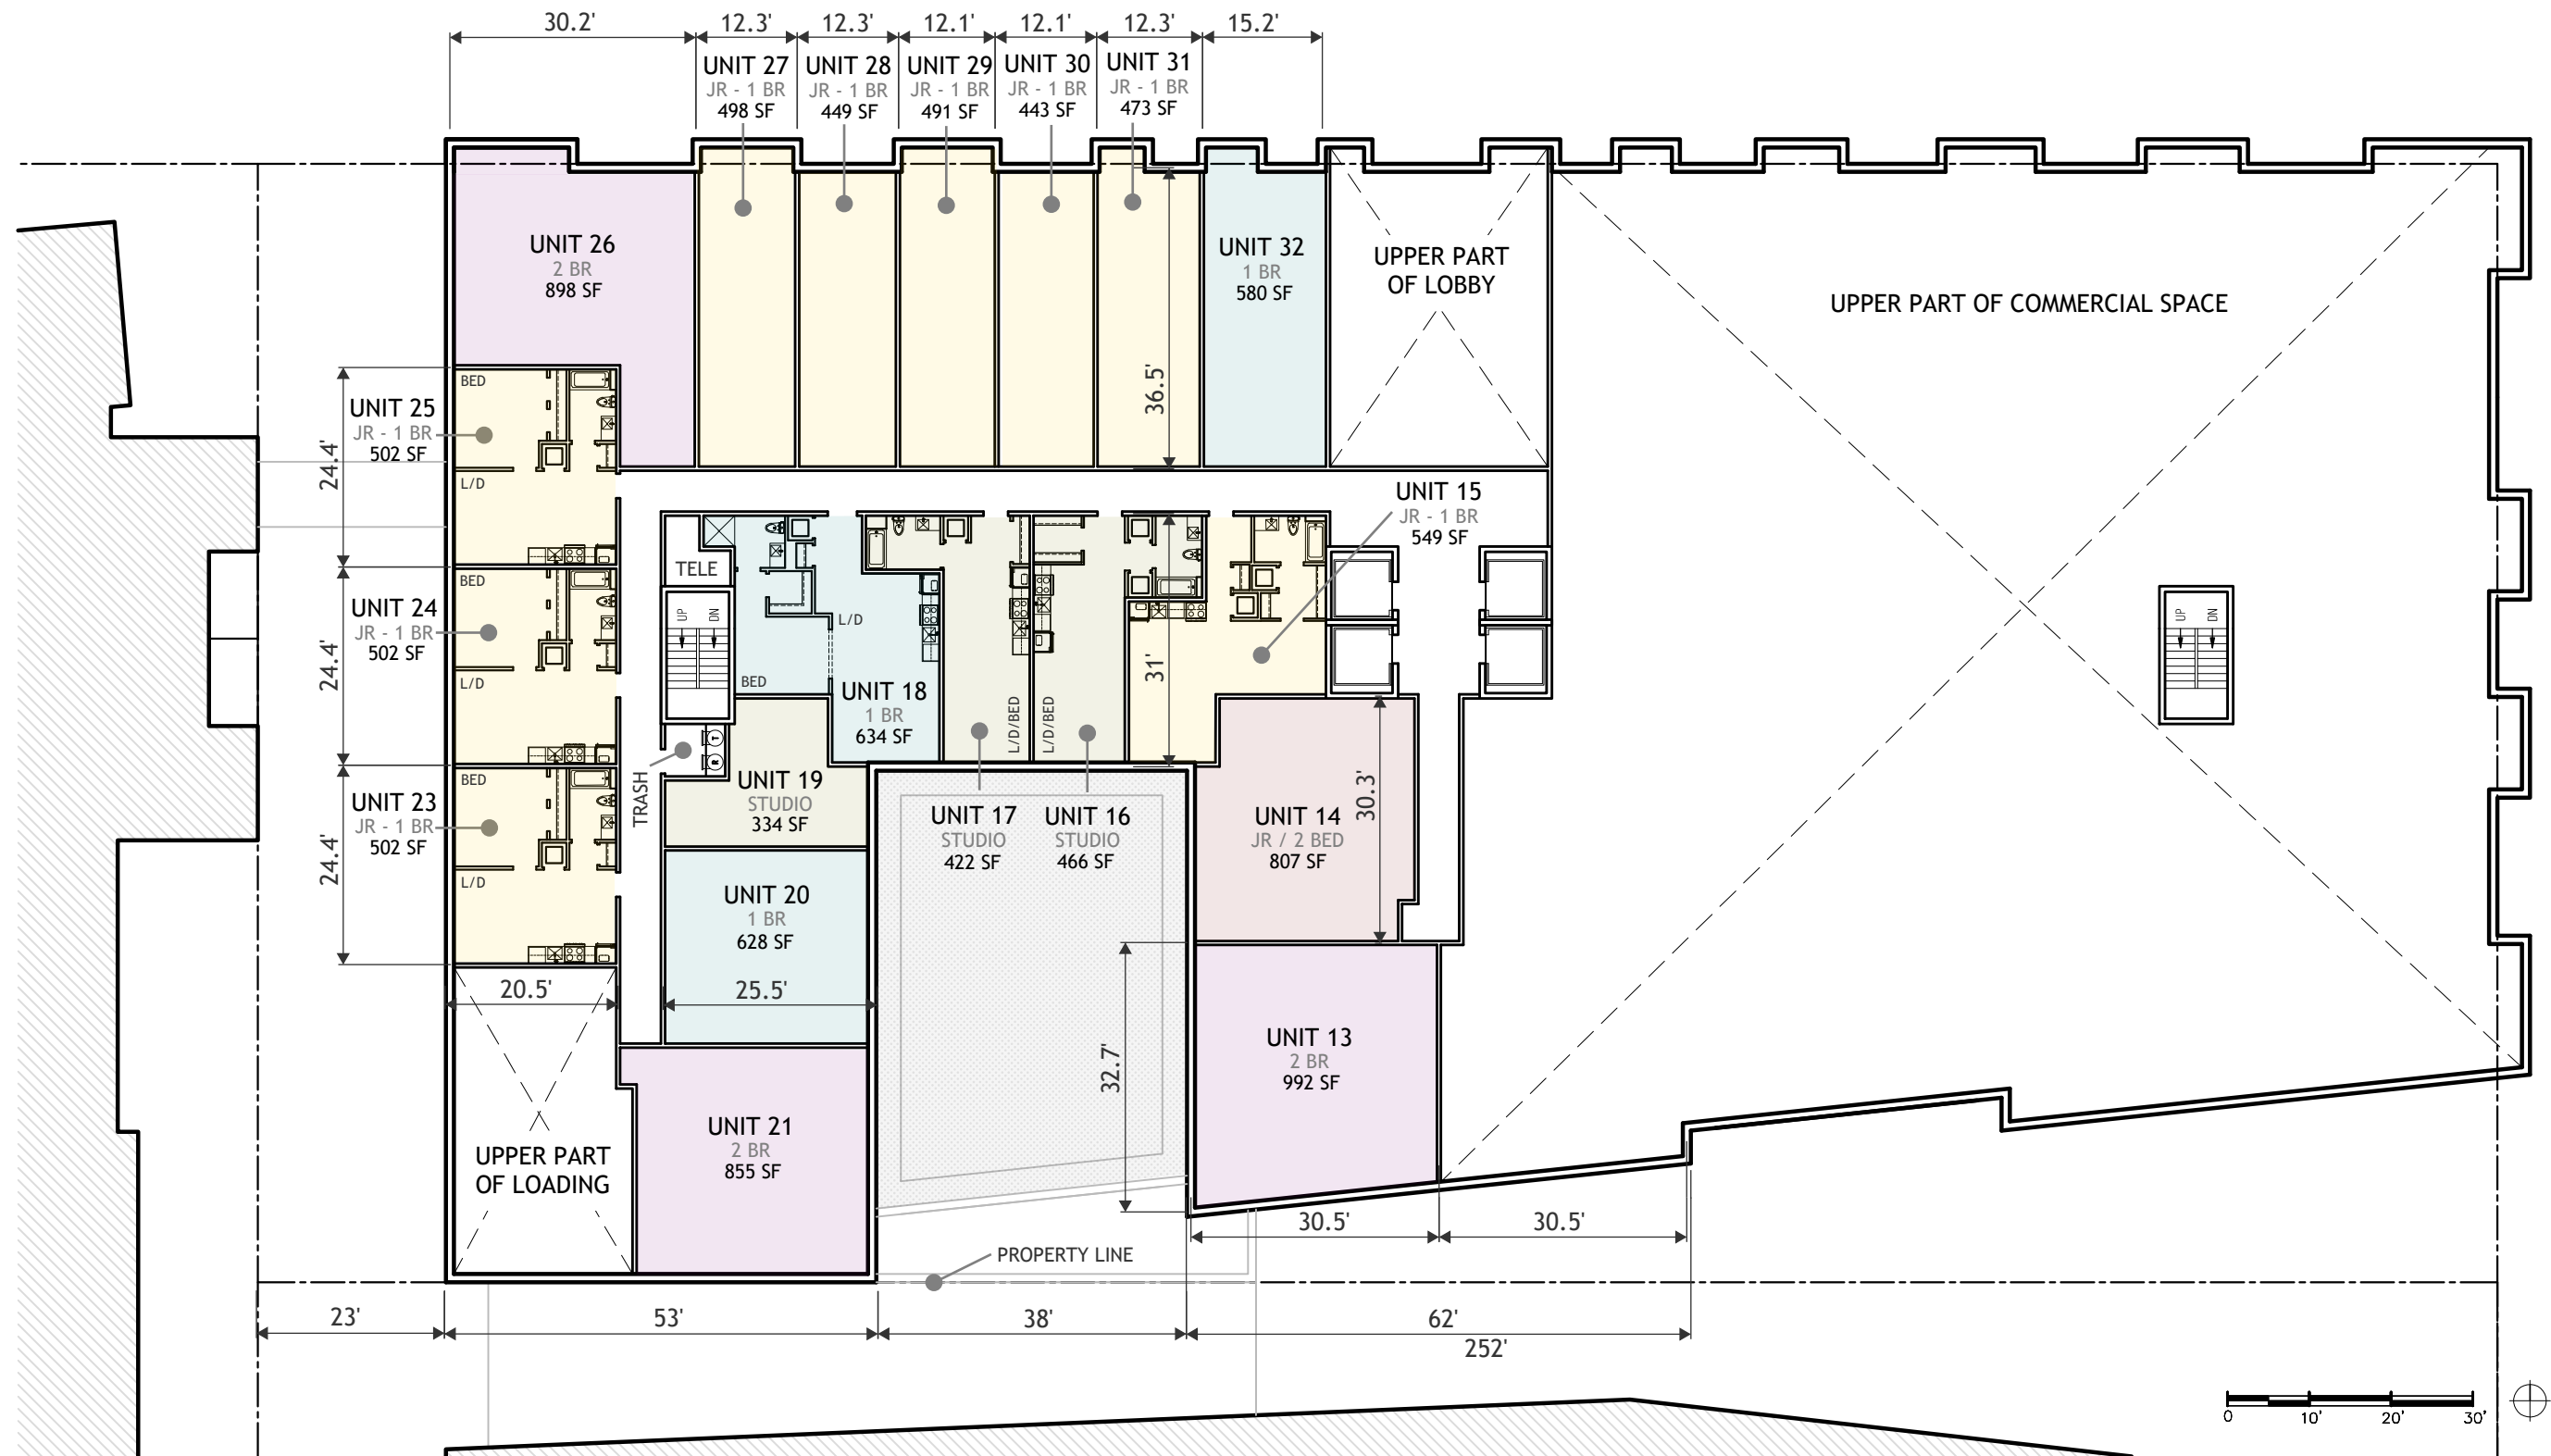 30.2'
12.3'
12.3'
12.1'
12.1'
12.3'
15.2'
UNIT 27
JR - 1 BR
498 SF
UNIT 28
JR - 1 BR
449 SF
UNIT 29
JR - 1 BR
491 SF
UNIT 30
JR - 1 BR
443 SF
UNIT 31
JR - 1 BR
473 SF
UNIT 26
2 BR
898 SF
UNIT 32
1 BR
580 SF
UPPER PART
OF LOBBY
UPPER PART OF COMMERCIAL SPACE
36.5'
24.4'
UNIT 25
JR - 1 BR
502 SF
BED
L/D
UNIT 15
JR - 1 BR
549 SF
24.4'
UNIT 24
JR - 1 BR
502 SF
BED
L/D
TELE
UP
DN
L/D
BED
UNIT 18
1 BR
634 SF
L/D/BED
L/D/BED
31'
UP
DN
24.4'
UNIT 23
JR - 1 BR
502 SF
BED
L/D
TRASH
T
R
UNIT 19
STUDIO
334 SF
UNIT 17
STUDIO
422 SF
UNIT 16
STUDIO
466 SF
UNIT 14
JR / 2 BED
807 SF
30.3'
UNIT 20
1 BR
628 SF
20.5'
25.5'
32.7'
UNIT 13
2 BR
992 SF
UNIT 21
2 BR
855 SF
UPPER PART
OF LOADING
30.5'
30.5'
PROPERTY LINE
23'
53'
38'
62'
252'
0
10'
20'
30'